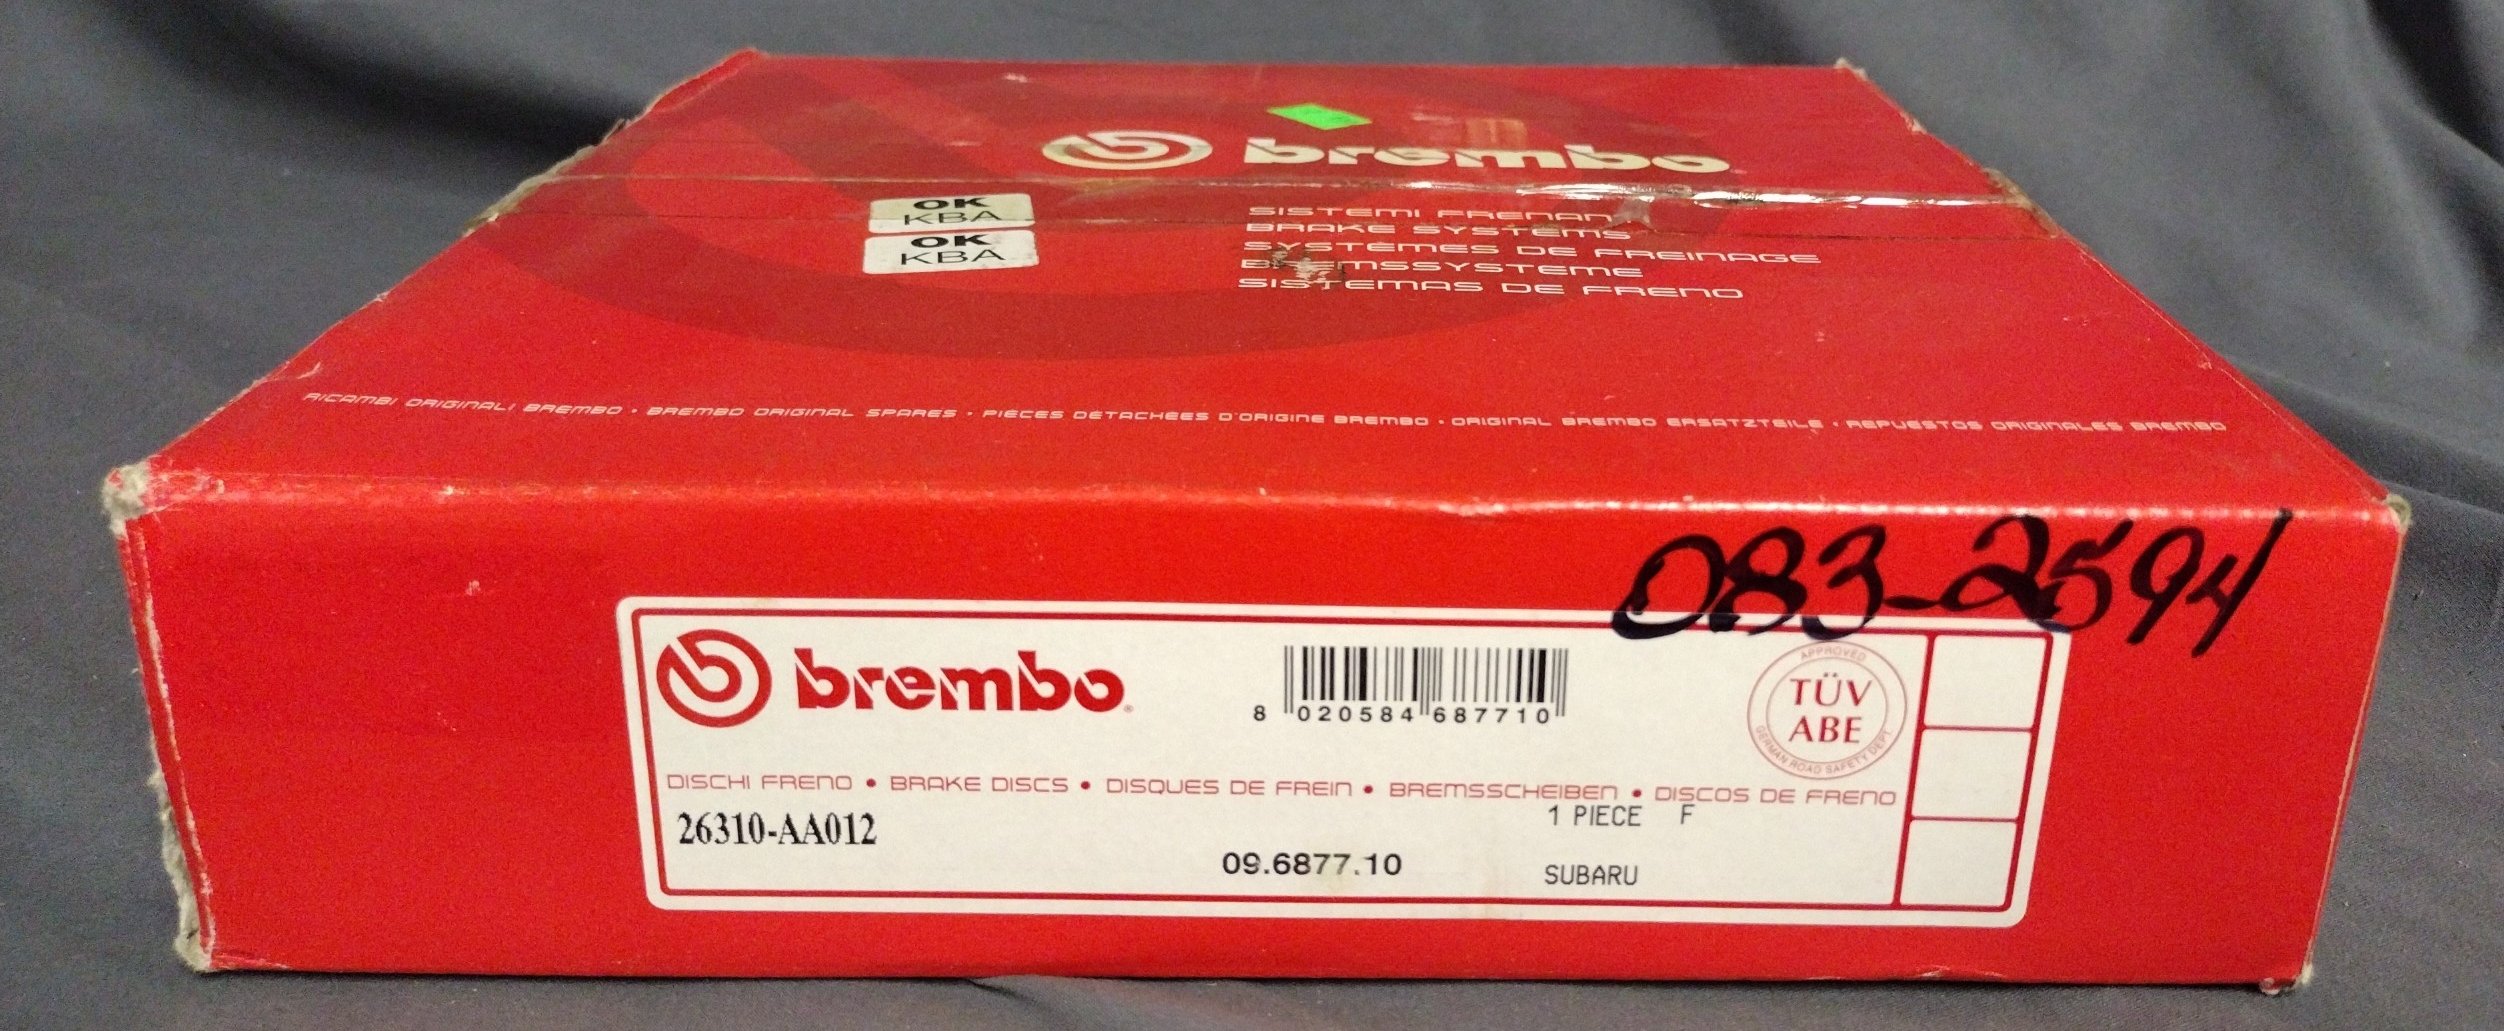 brembo
OK
KBA
OK
KBA
SISTEMI FRENANTI
BRAKE SYSTEMS
SYSTÈMES DE FREINAGE
BREMSSYSTEME
SISTEMAS DE FRENO
RICAMBI ORIGINALI BREMBO • BREMBO ORIGINAL SPARES • PIÈCES DÉTACHÉES D'ORIGINE BREMBO • ORIGINAL BREMBO ERSATZTEILE • REPUESTOS ORIGINALES BREMBO
083-2594
brembo®
8 020584 687710
APPROVED
TÜV
ABE
GERMAN ROAD SAFETY DEPT.
DISCHI FRENO • BRAKE DISCS • DISQUES DE FREIN • BREMSSCHEIBEN • DISCOS DE FRENO
26310-AA012
1 PIECE F
09.6877.10
SUBARU